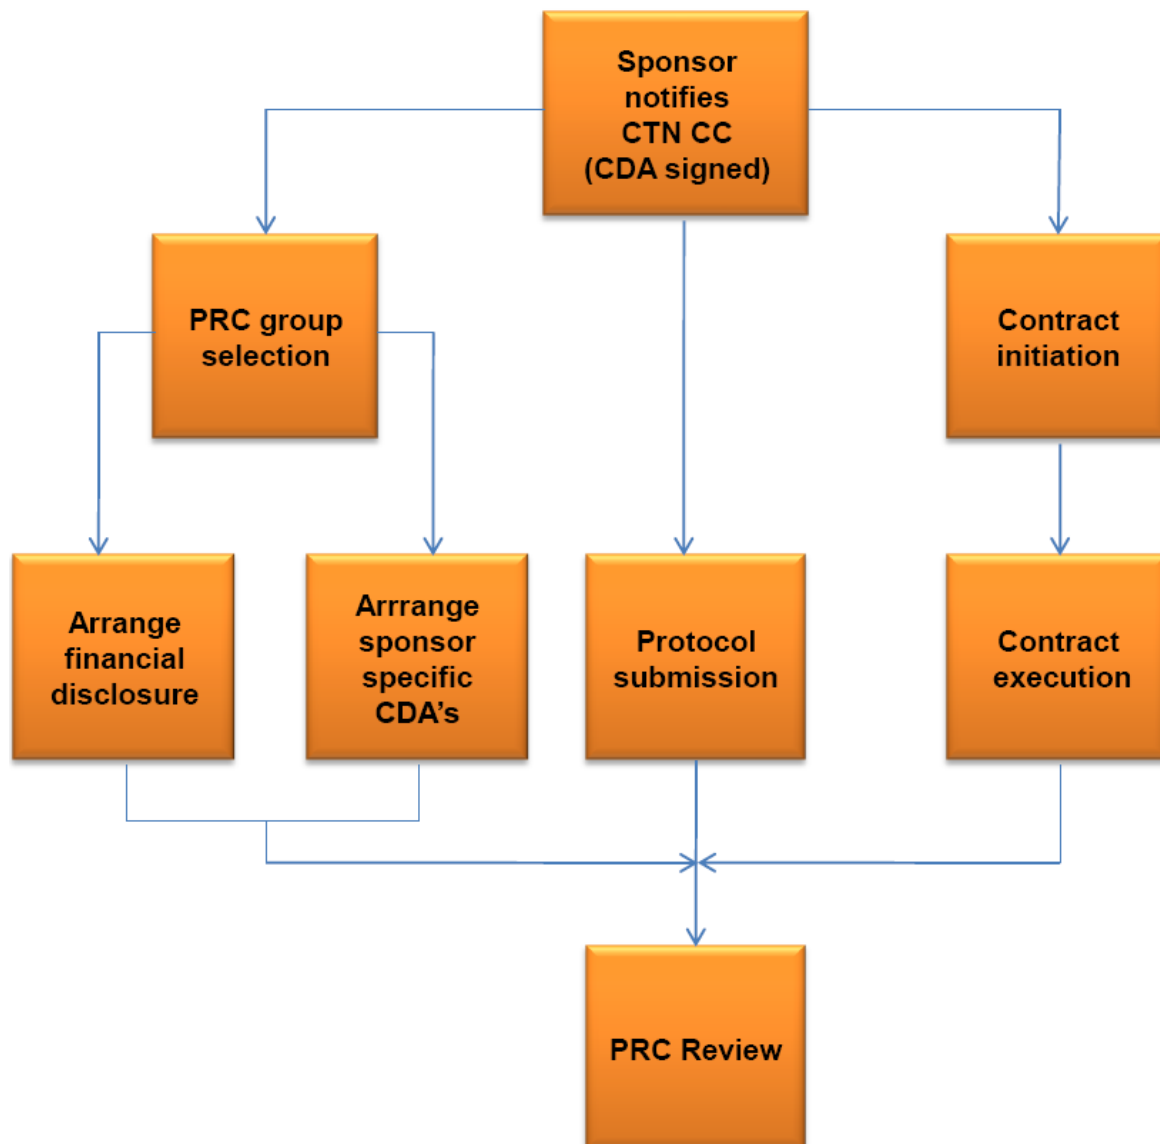 Sponsor
notifies
CTN CC
(CDA signed)
PRC group
selection
Contract
initiation
Arrange
financial
disclosure
Arrrange
sponsor
specific
CDA's
Protocol
submission
Contract
execution
PRC Review